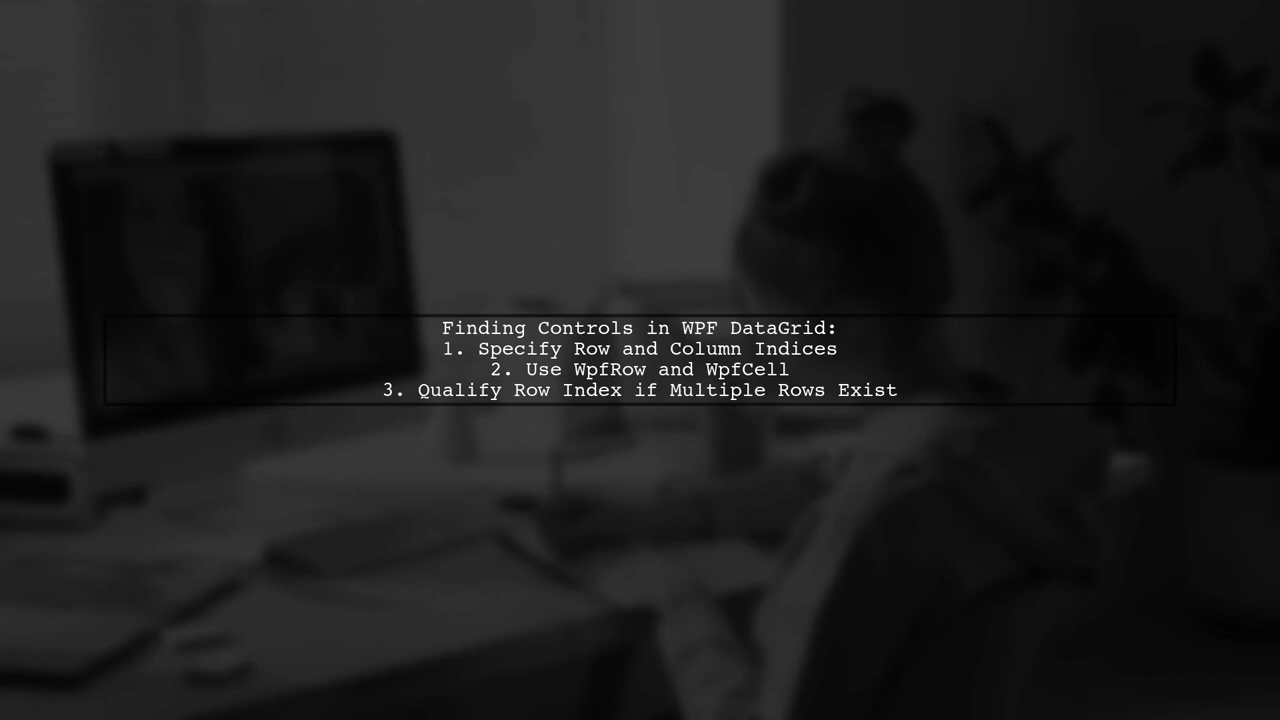 Finding Controls in WPF DataGrid:
1. Specify Row and Column Indices
2. Use WpfRow and WpfCell
3. Qualify Row Index if Multiple Rows Exist